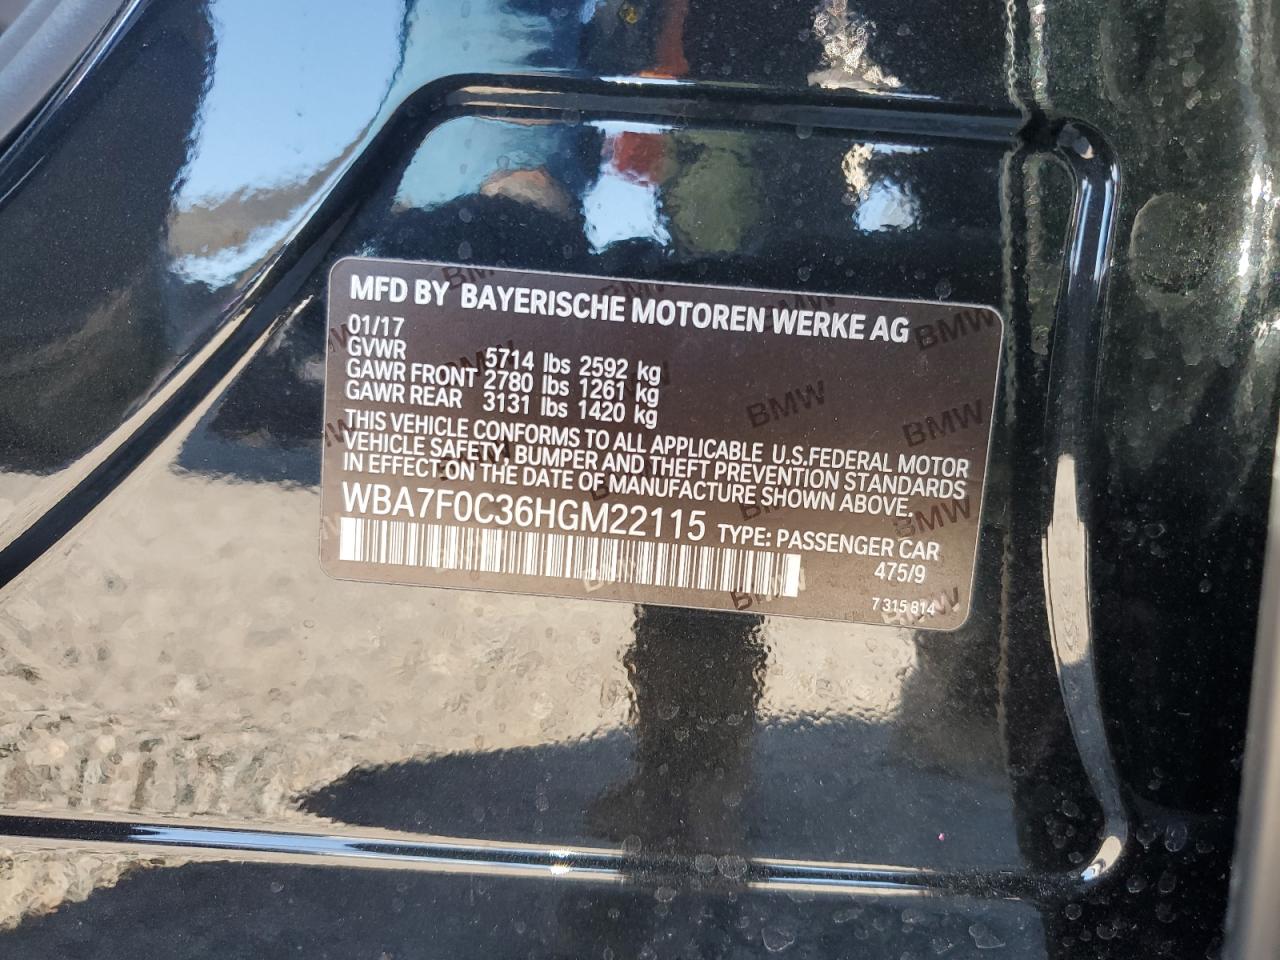 MFD BY BAYERISCHE MOTOREN WERKE AG
01/17
GVWR 5714 lbs 2592 kg
GAWR FRONT 2780 lbs 1261 kg
GAWR REAR 3131 lbs 1420 kg
THIS VEHICLE CONFORMS TO ALL APPLICABLE U.S.FEDERAL MOTOR
VEHICLE SAFETY, BUMPER AND THEFT PREVENTION STANDARDS
IN EFFECT ON THE DATE OF MANUFACTURE SHOWN ABOVE.
WBA7F0C36HGM22115 TYPE: PASSENGER CAR
475/9
7 315 814